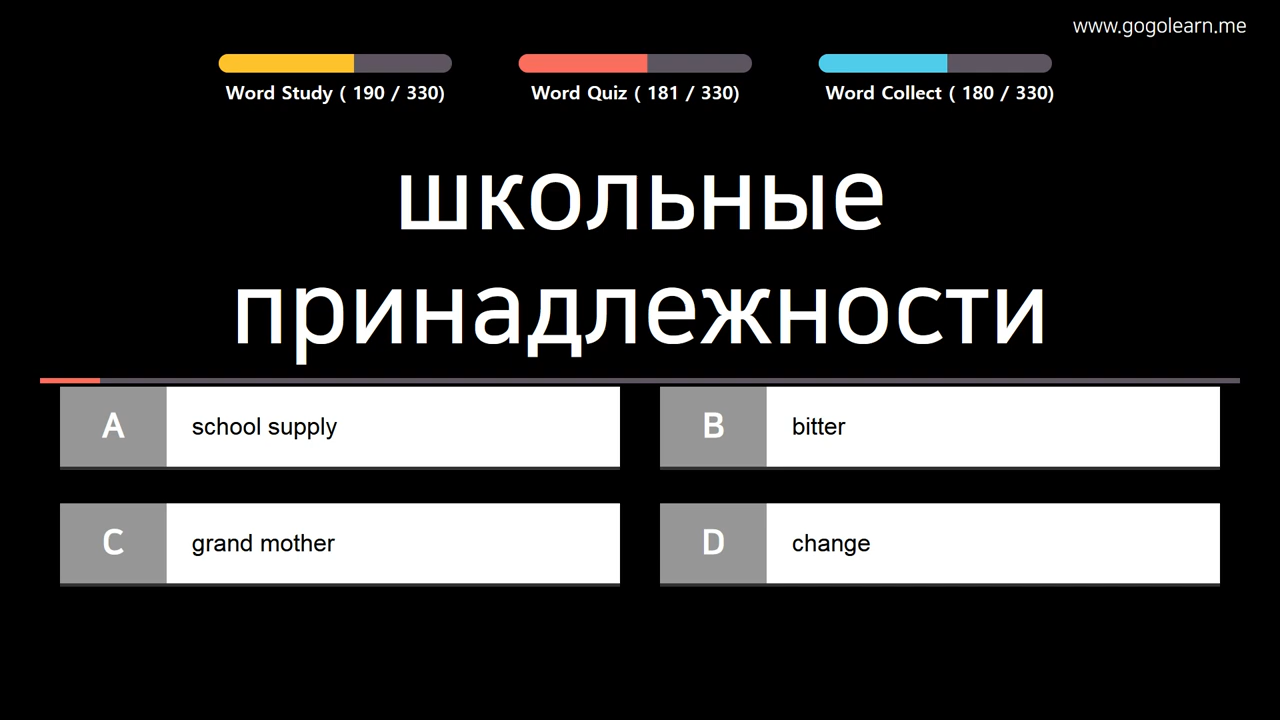 www.gogolearn.me
Word Study ( 190 / 330)
Word Quiz ( 181 / 330)
Word Collect ( 180 / 330)
школьные
принадлежности
A school supply
B bitter
C grand mother
D change